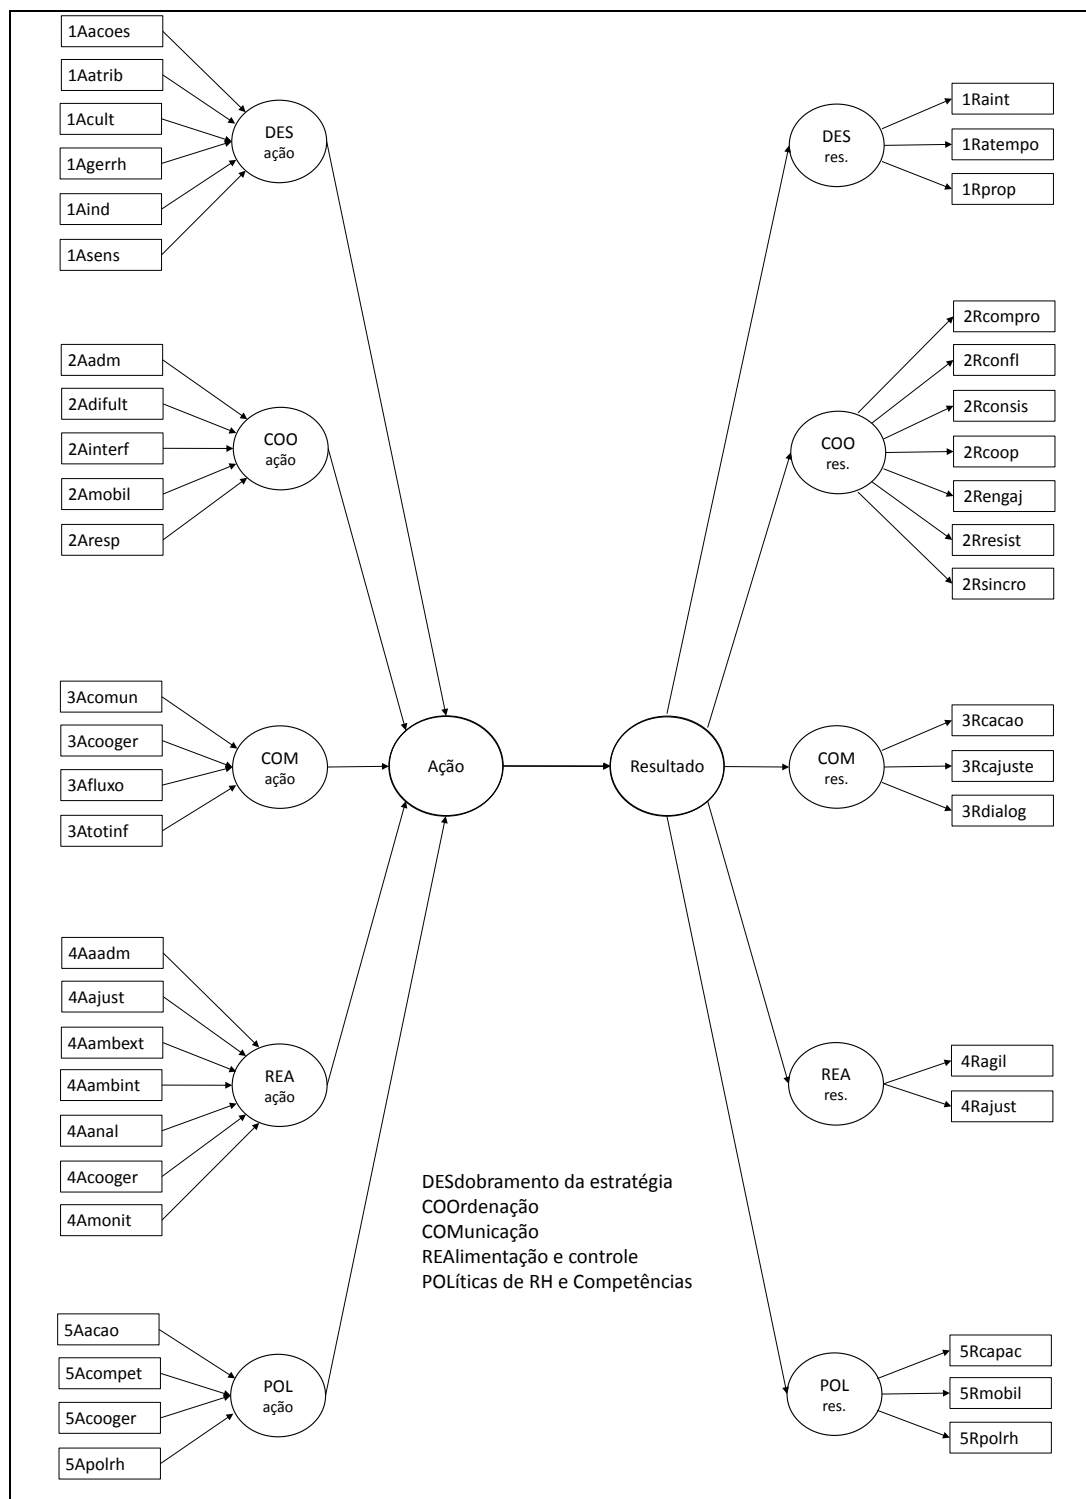 1Aacoes
1Aatrib
1Acult
1Agerrh
1Aind
1Asens
DES
ação
2Aadm
2Adifult
2Ainterf
2Amobil
2Aresp
COO
ação
3Acomun
3Acooger
3Afluxo
3Atotinf
COM
ação
4Aaadm
4Aajust
4Aambext
4Aambint
4Aanal
4Acooger
4Amonit
REA
ação
5Aacao
5Acompet
5Acooger
5Apolrh
POL
ação
Ação
Resultado
DES
res.
1Raint
1Ratempo
1Rprop
COO
res.
2Rcompro
2Rconfl
2Rconsis
2Rcoop
2Rengaj
2Rresist
2Rsincro
COM
res.
3Rcacao
3Rcajuste
3Rdialog
REA
res.
4Ragil
4Rajust
POL
res.
5Rcapac
5Rmobil
5Rpolrh
DESdobramento da estratégia
COOrdenação
COMunicação
REAlimentação e controle
POLíticas de RH e Competências